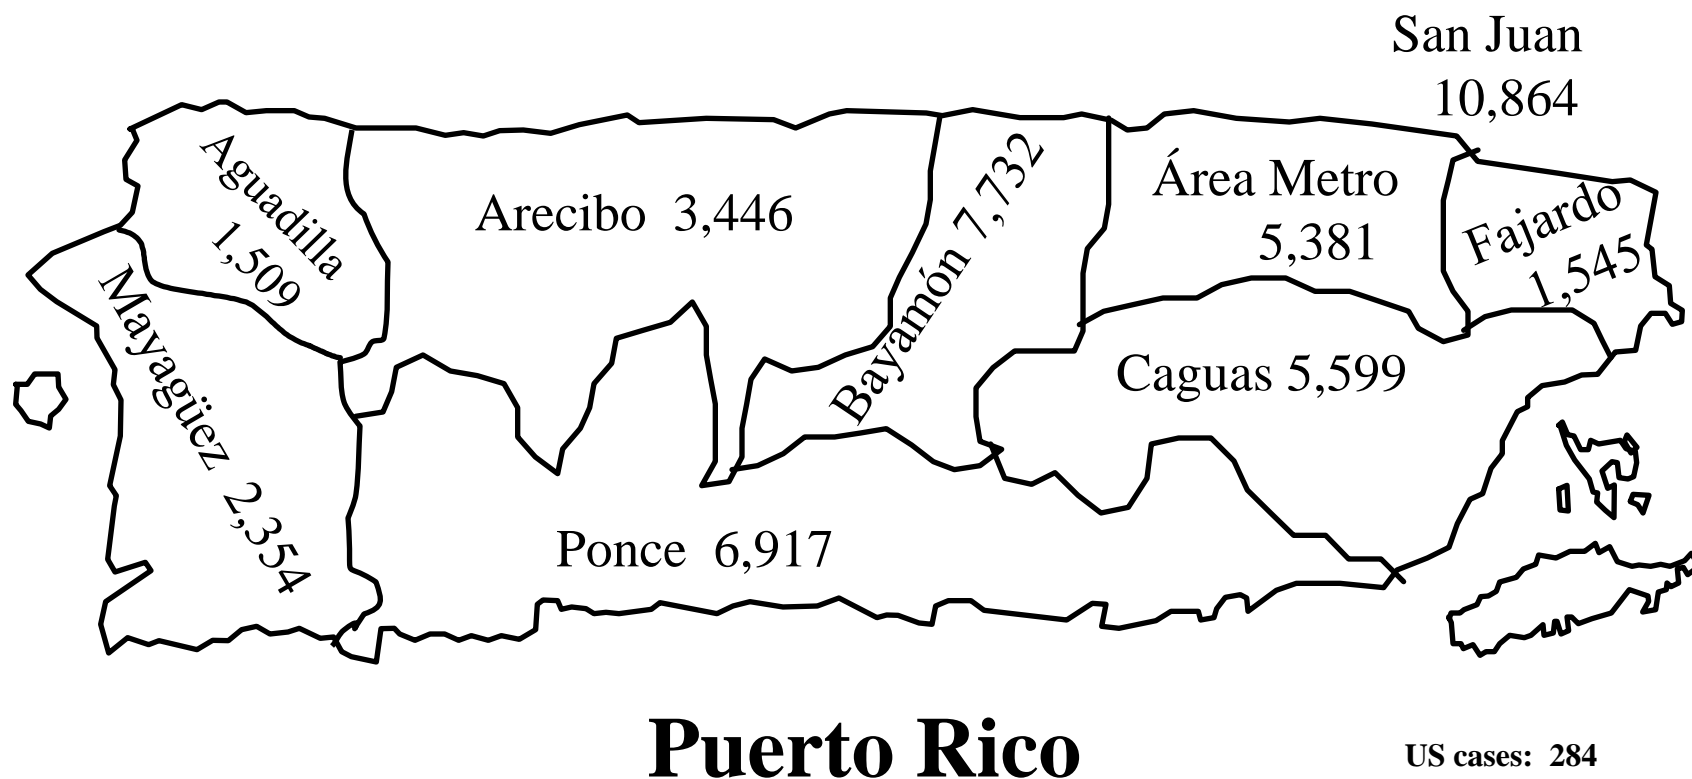 San Juan
10,864
Aguadilla
1,509
Arecibo 3,446
Bayamón 7,732
Área Metro
5,381
Fajardo
1,545
Mayagüez 2,354
Caguas 5,599
Ponce 6,917
Puerto Rico
US cases: 284